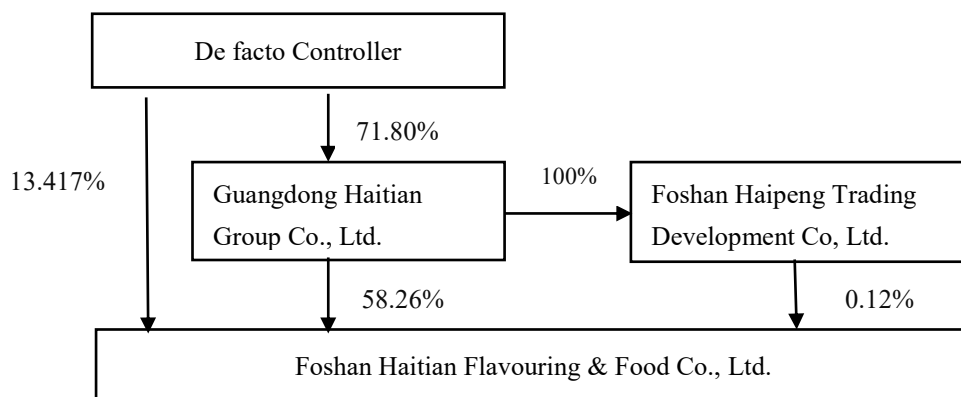 De facto Controller
71.80%
13.417%
Guangdong Haitian
Group Co., Ltd.
100%
Foshan Haipeng Trading
Development Co, Ltd.
58.26%
0.12%
Foshan Haitian Flavouring & Food Co., Ltd.